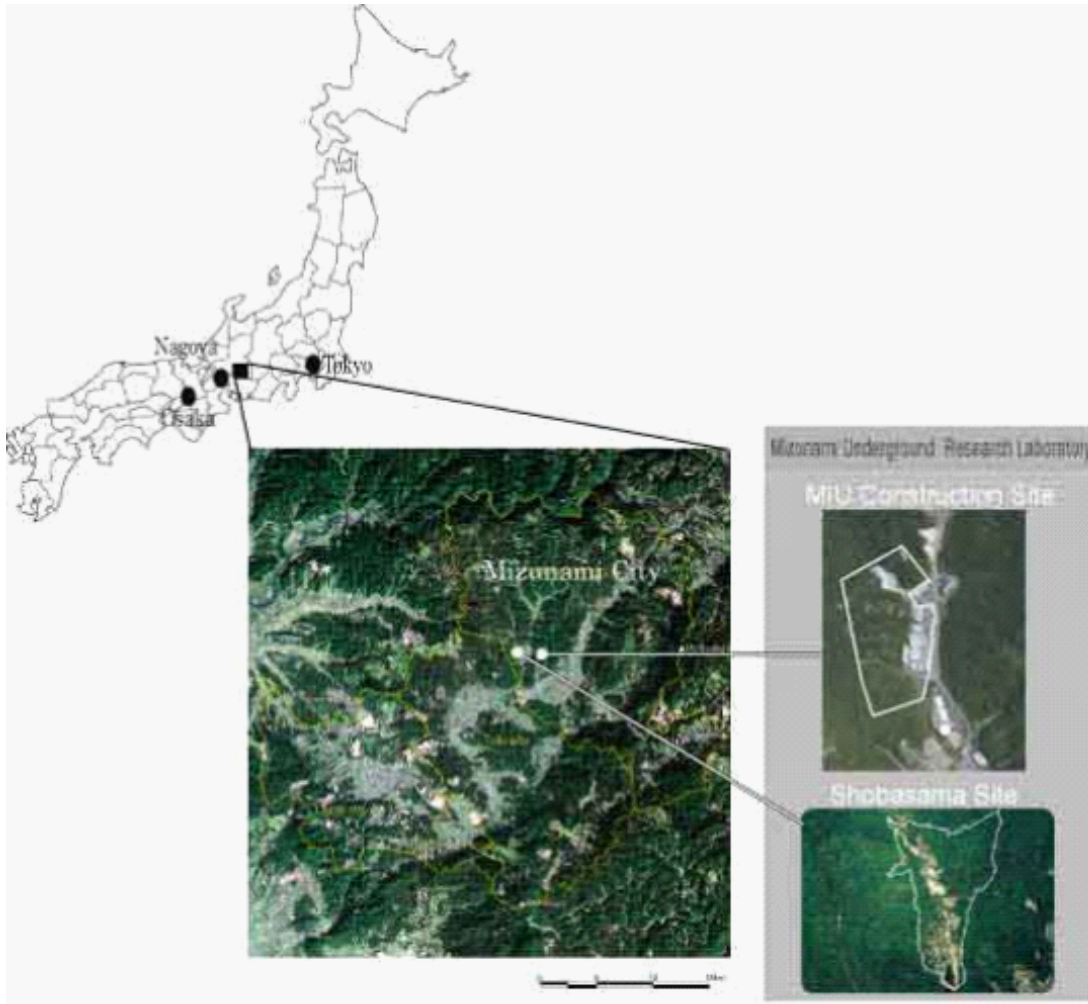 Nagoya
Tokyo
Osaka
Mizunami City
Mizunami Underground Research Laboratory
MIU Construction Site
Shobasama Site